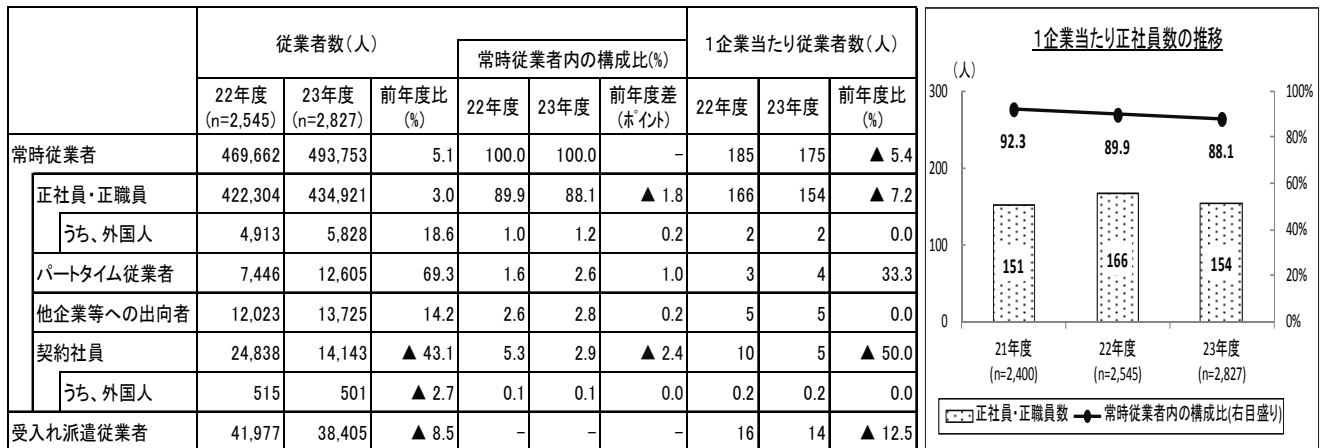 従業者数(人)
1企業当たり従業者数(人)
常時従業者内の構成比(%)
22年度 (n=2,545) 23年度 (n=2,827) 前年度比 (%) 22年度 23年度 前年度差 (ポイント) 22年度 23年度 前年度比 (%)
常時従業者 469,662 493,753 5.1 100.0 100.0 － 185 175 ▲ 5.4
正社員・正職員 422,304 434,921 3.0 89.9 88.1 ▲ 1.8 166 154 ▲ 7.2
うち、外国人 4,913 5,828 18.6 1.0 1.2 0.2 2 2 0.0
パートタイム従業者 7,446 12,605 69.3 1.6 2.6 1.0 3 4 33.3
他企業等への出向者 12,023 13,725 14.2 2.6 2.8 0.2 5 5 0.0
契約社員 24,838 14,143 ▲ 43.1 5.3 2.9 ▲ 2.4 10 5 ▲ 50.0
うち、外国人 515 501 ▲ 2.7 0.1 0.1 0.0 0.2 0.2 0.0
受入れ派遣従業者 41,977 38,405 ▲ 8.5 － － － 16 14 ▲ 12.5
1企業当たり正社員数の推移
(人)
300 100%
80%
92.3 89.9 88.1
200
60%
100 40%
151 166 154
20%
0 0%
21年度 22年度 23年度
(n=2,400) (n=2,545) (n=2,827)
正社員・正職員数 常時従業者内の構成比(右目盛り)